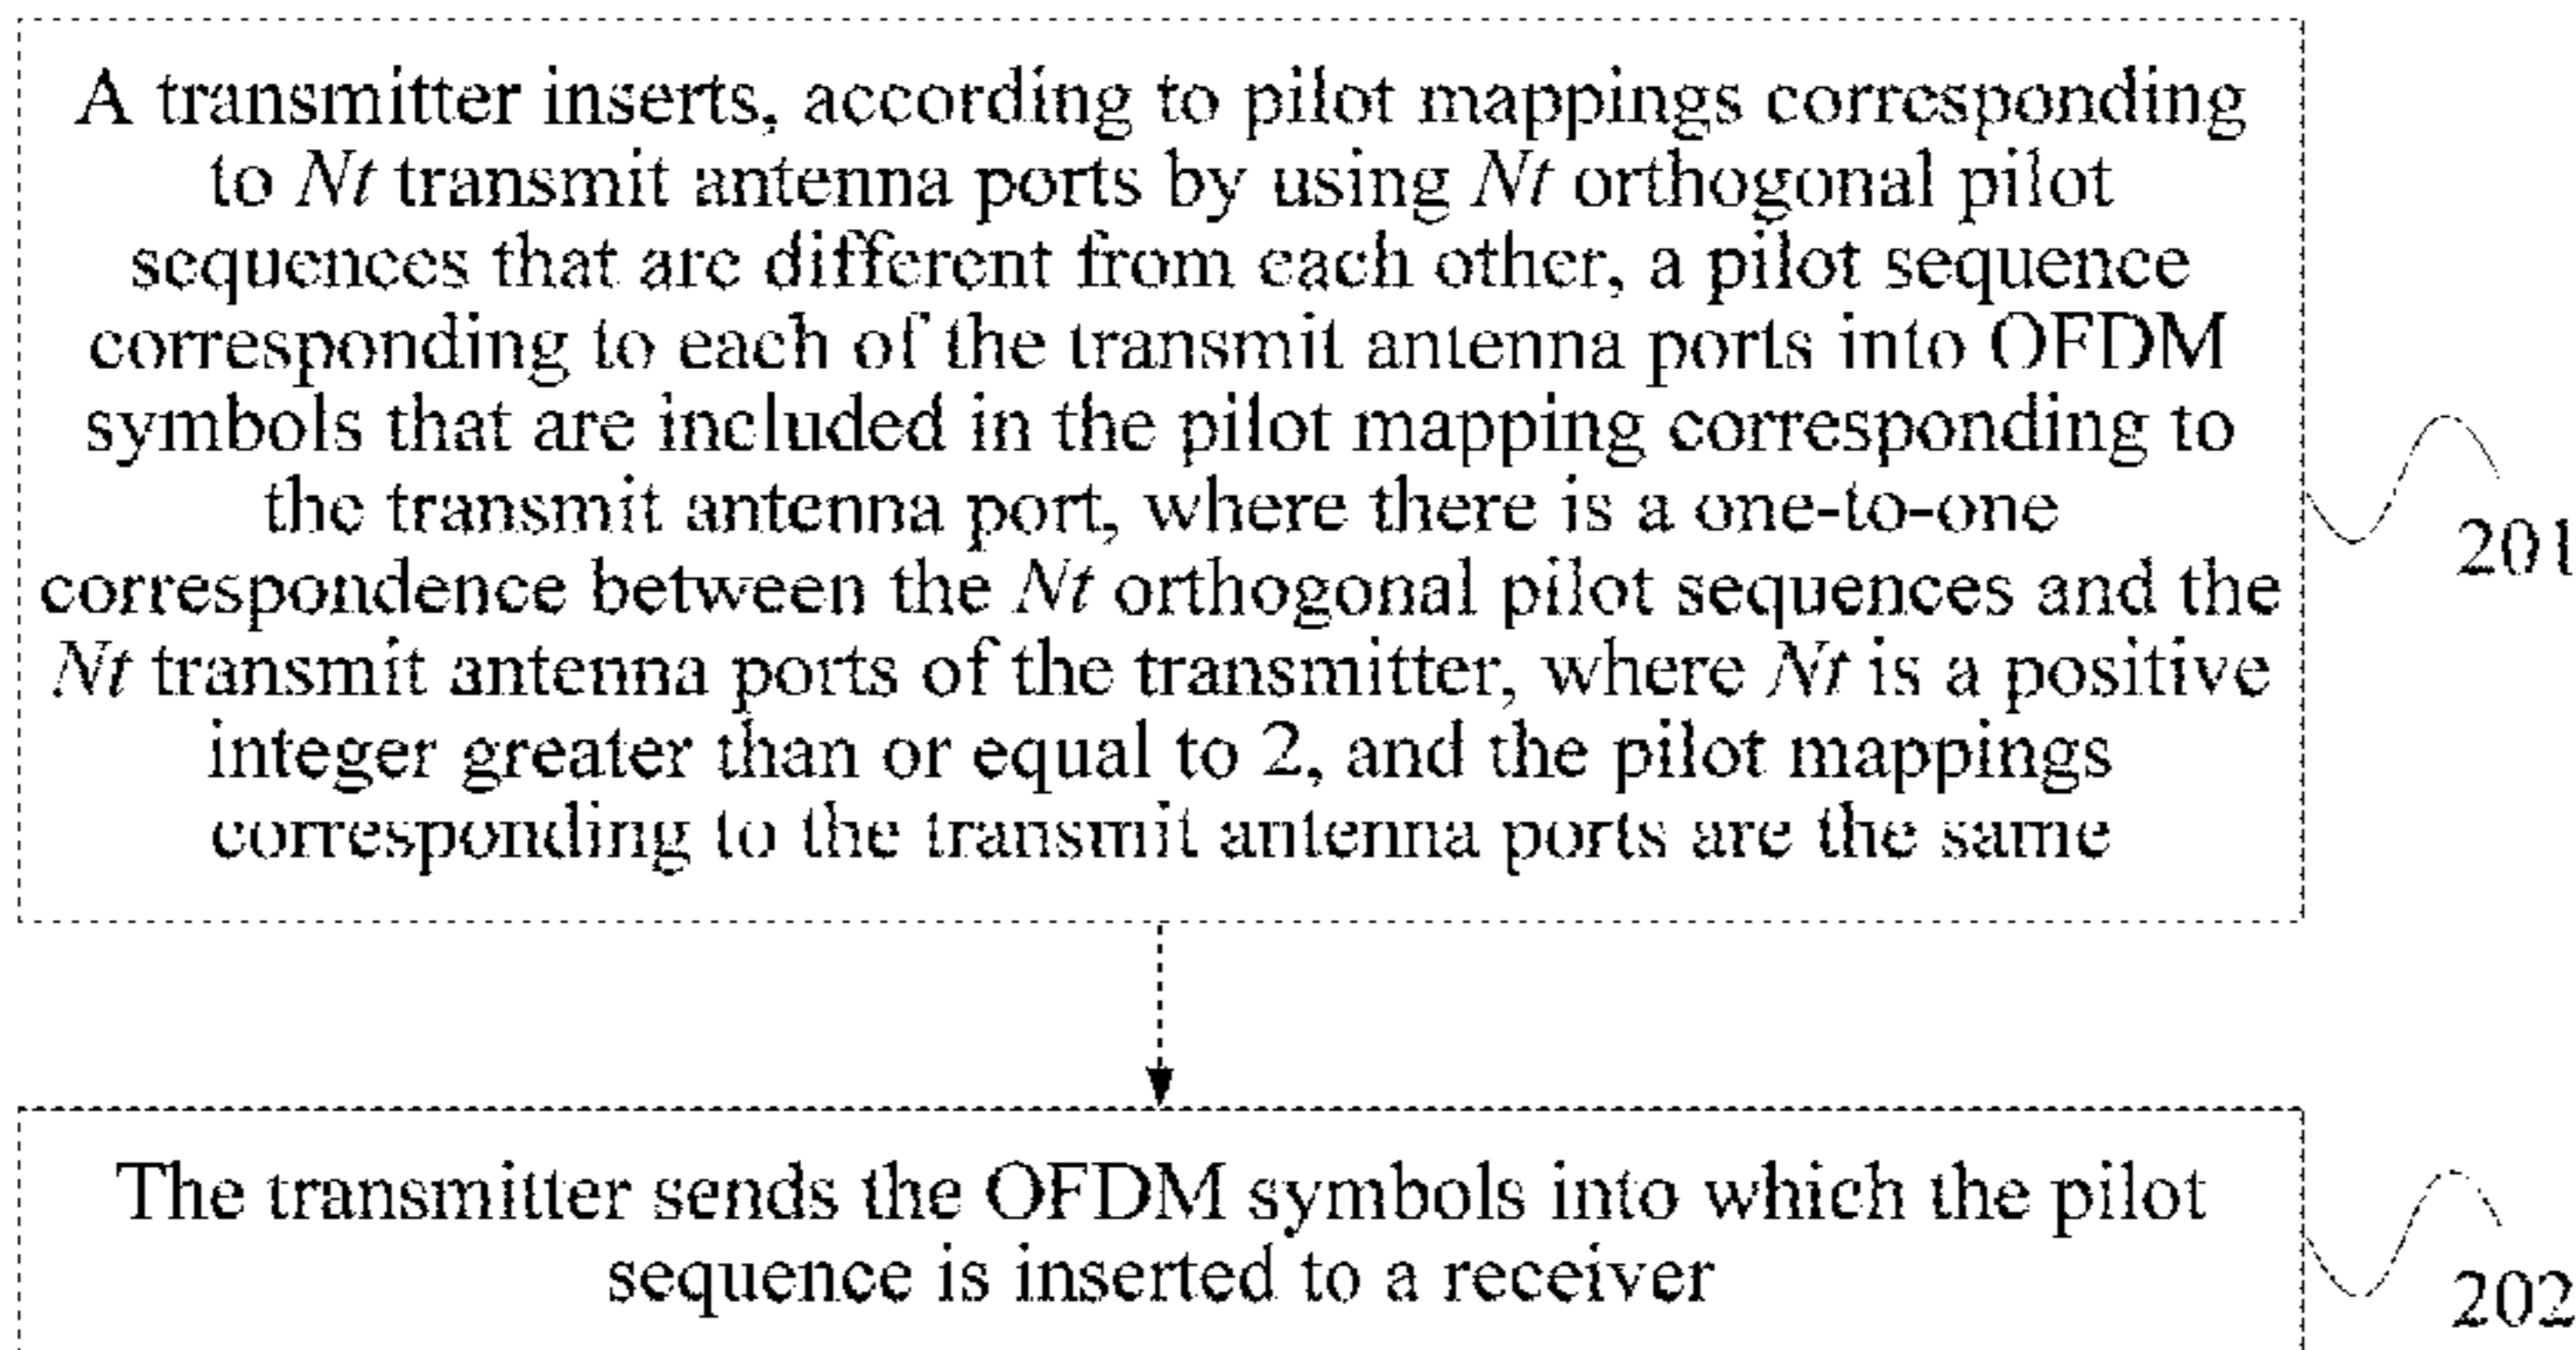 A transmitter inserts, according to pilot mappings corresponding
to Nt transmit antenna ports by using Nt orthogonal pilot
sequences that are different from each other, a pilot sequence
corresponding to each of the transmit antenna ports into OFDM
symbols that are included in the pilot mapping corresponding to
the transmit antenna port, where there is a one-to-one
correspondence between the Nt orthogonal pilot sequences and the
Nt transmit antenna ports of the transmitter, where Nt is a positive
integer greater than or equal to 2, and the pilot mappings
corresponding to the transmit antenna ports are the same
201
The transmitter sends the OFDM symbols into which the pilot
sequence is inserted to a receiver
202